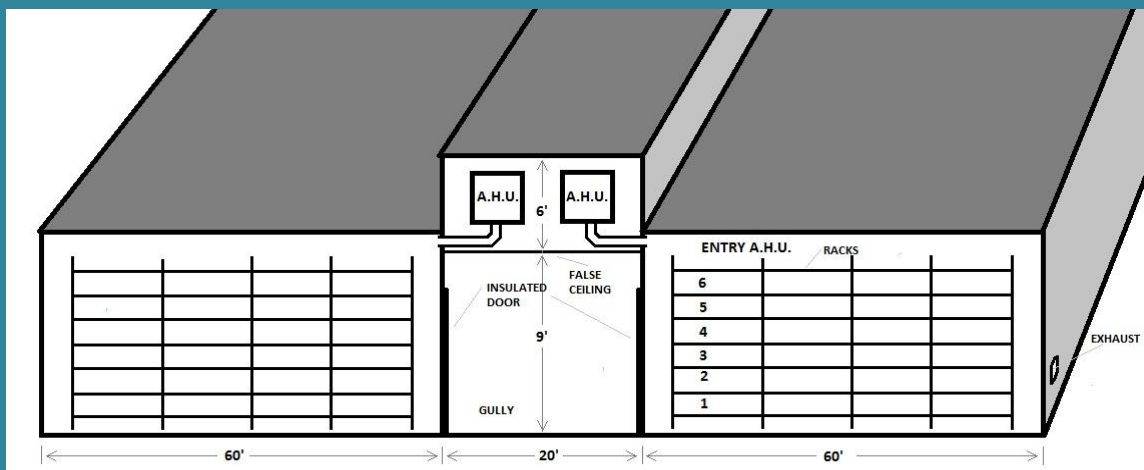 A.H.U.
A.H.U.
6'
ENTRY A.H.U.
RACKS
FALSE
CEILING
INSULATED
DOOR
6
5
4
3
2
1
9'
EXHAUST
GULLY
60'
20'
60'